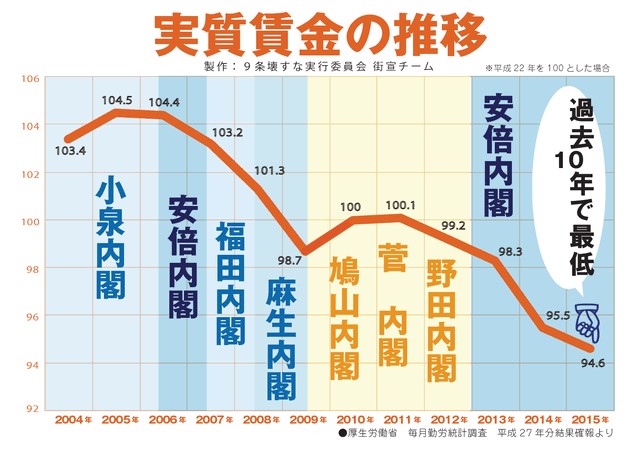 実質賃金の推移
製作：９条壊すな実行委員会 街宣チーム
※平成22年を100とした場合
106
104
102
100
98
96
94
92
103.4
104.5
104.4
103.2
101.3
98.7
100
100.1
99.2
98.3
95.5
94.6
小泉内閣
安倍内閣
福田内閣
麻生内閣
鳩山内閣
菅　内閣
野田内閣
安倍内閣
過去10年で最低
2004年 2005年 2006年 2007年 2008年 2009年 2010年 2011年 2012年 2013年 2014年 2015年
●厚生労働省　毎月勤労統計調査　平成27年分結果確報より